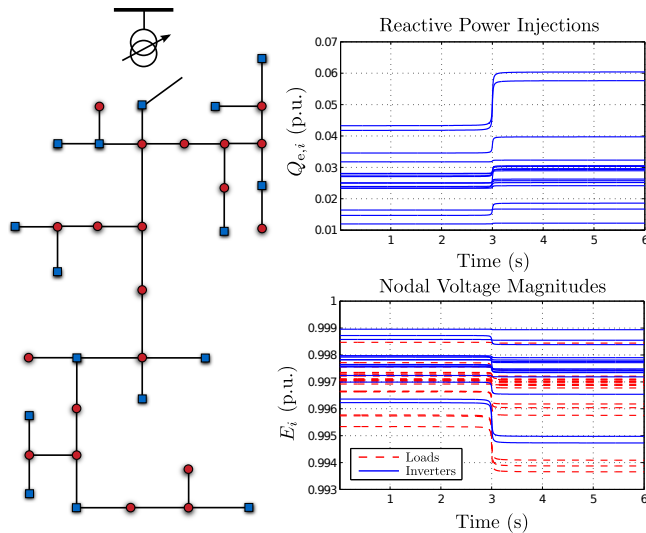 Reactive Power Injections
0.07
0.06
0.05
0.04
0.03
0.02
0.01
Q_e,i (p.u.)
1 2 3 4 5 6
Time (s)
Nodal Voltage Magnitudes
1
0.999
0.998
0.997
0.996
0.995
0.994
0.993
E_i (p.u.)
Loads
Inverters
1 2 3 4 5 6
Time (s)